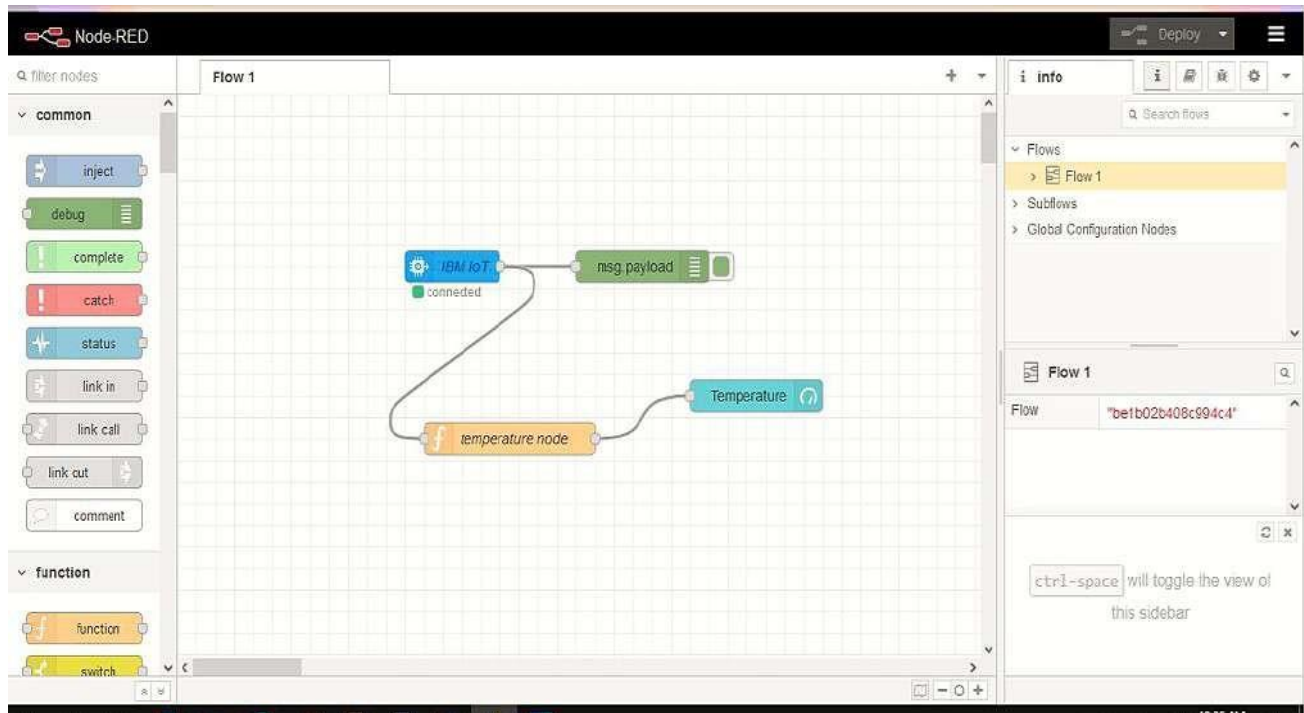 Node-RED
Deploy
filter nodes
Flow 1
i info
Search flows
common
inject
debug
complete
catch
status
link in
link call
link out
comment
function
function
switch
IBM IoT
connected
msg.payload
temperature node
Temperature
Flows
Flow 1
Subflows
Global Configuration Nodes
Flow 1
Flow
"be1b02b408c994c4"
ctrl-space will toggle the view of
this sidebar